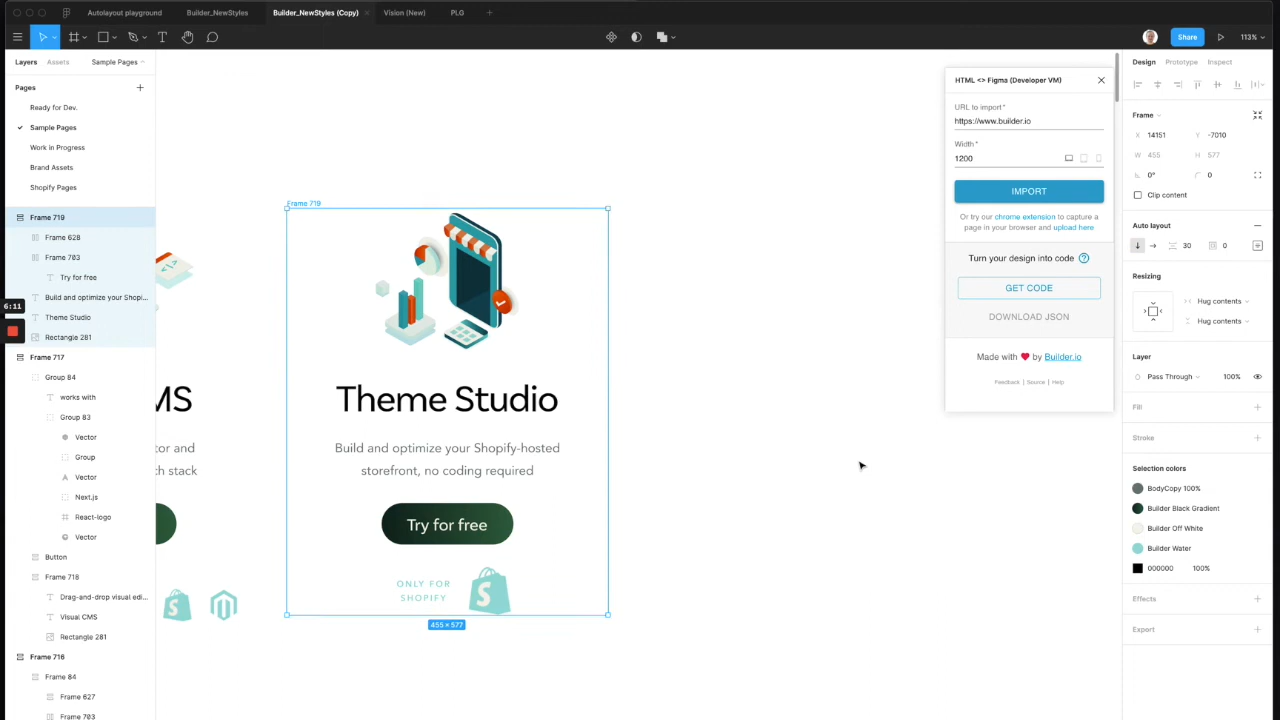 Autolayout playground
Builder_NewStyles
Builder_NewStyles (Copy)
Vision (New)
PLG
Share
113%
Layers
Assets
Sample Pages
Pages
Ready for Dev.
Sample Pages
Work in Progress
Brand Assets
Shopify Pages
Frame 719
Frame 628
Frame 703
Try for free
6:11
Build and optimize your Shopi...
Theme Studio
Rectangle 281
Frame 717
Group 84
works with
Group 83
Vector
Group
Vector
Next.js
React-logo
Vector
Button
Frame 718
Drag-and-drop visual edi...
Visual CMS
Rectangle 281
Frame 716
Frame 84
Frame 627
Frame 703
MS
tor and
ch stack
Frame 719
Theme Studio
Build and optimize your Shopify-hosted
storefront, no coding required
Try for free
ONLY FOR
SHOPIFY
455 × 577
HTML <> Figma (Developer VM)
URL to import *
https://www.builder.io
Width *
1200
IMPORT
Or try our chrome extension to capture a
page in your browser and upload here
Turn your design into code
GET CODE
DOWNLOAD JSON
Made with ❤ by Builder.io
Feedback | Source | Help
Design
Prototype
Inspect
Frame
X 14151
Y -7010
W 455
H 577
0°
0
Clip content
Auto layout
30
0
Resizing
Hug contents
Hug contents
Layer
Pass Through
100%
Fill
Stroke
Selection colors
BodyCopy 100%
Builder Black Gradient
Builder Off White
Builder Water
000000
100%
Effects
Export